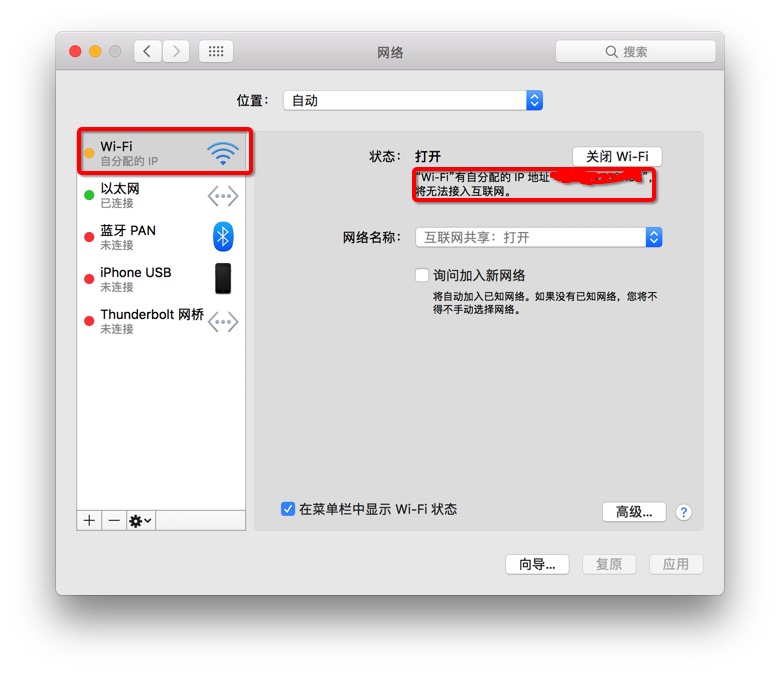 网络
搜索
位置：
自动
Wi-Fi
自分配的 IP
以太网
已连接
蓝牙 PAN
未连接
iPhone USB
未连接
Thunderbolt 网桥
未连接
状态：
打开
关闭 Wi-Fi
“Wi-Fi”有自分配的 IP 地址“
将无法接入互联网。
网络名称：
互联网共享：打开
询问加入新网络
将自动加入已知网络。如果没有已知网络，您将不
得不手动选择网络。
在菜单栏中显示 Wi-Fi 状态
高级...
?
向导...
复原
应用